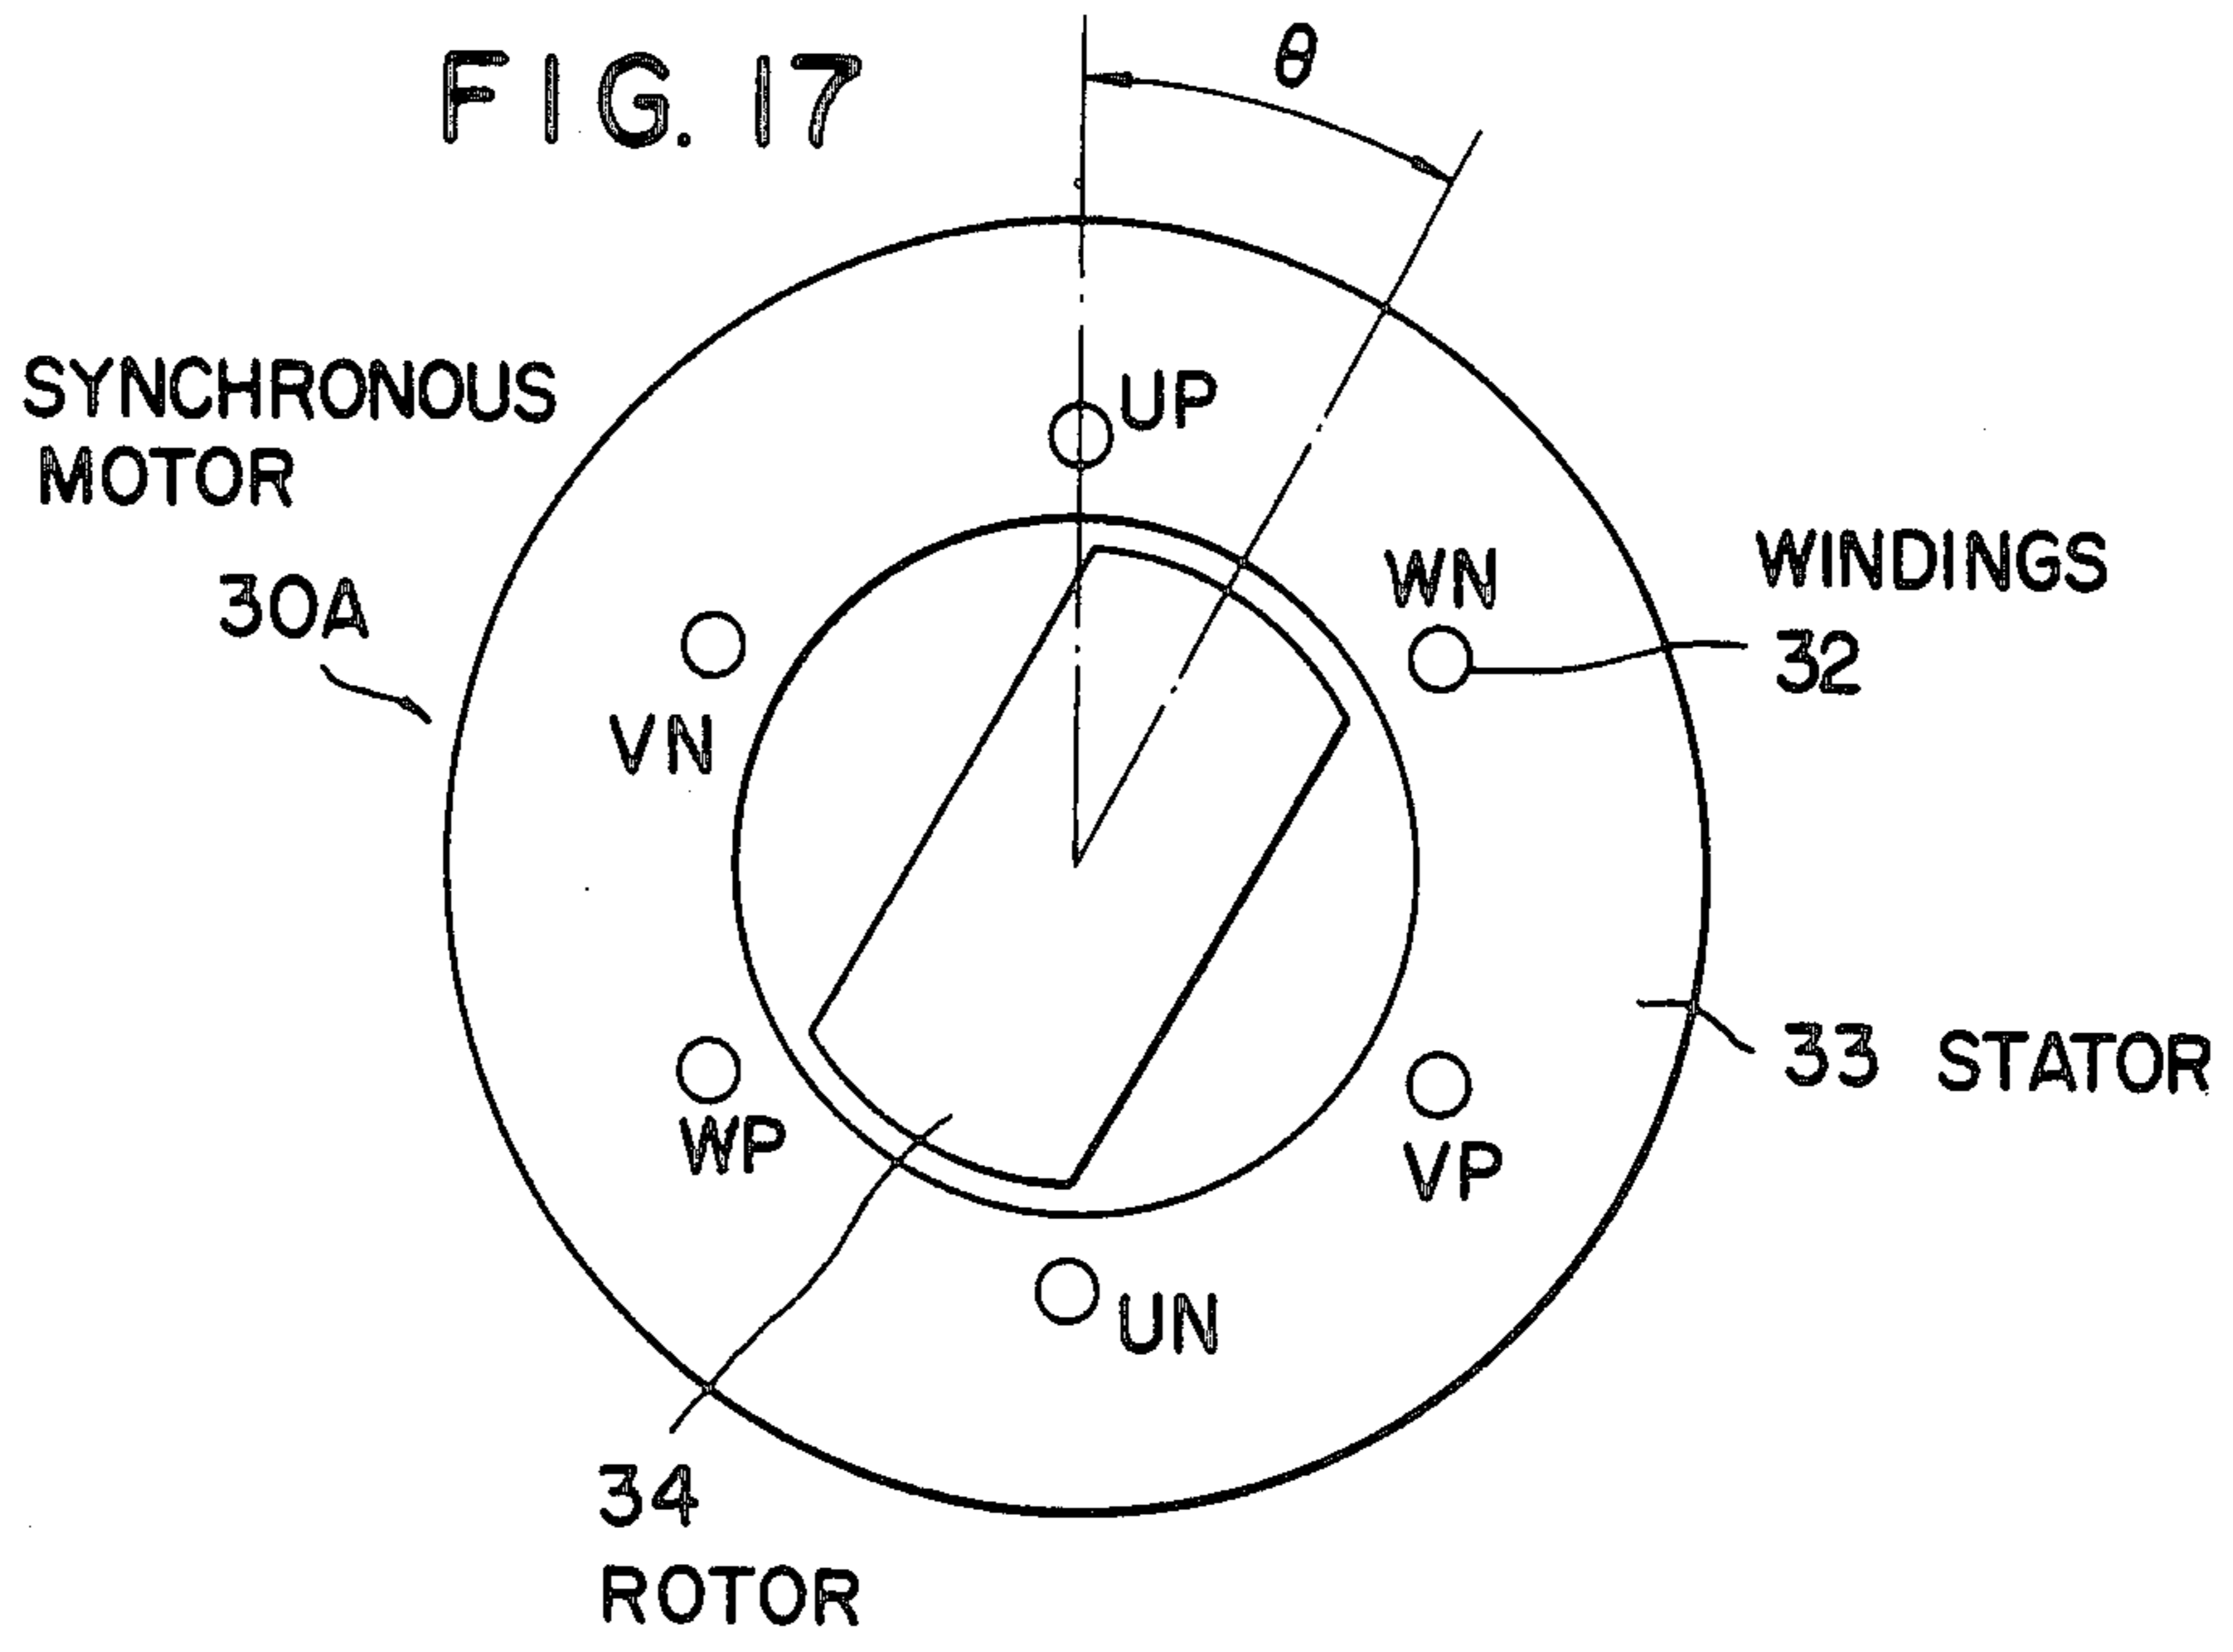 FIG. 17
θ
SYNCHRONOUS
MOTOR
30A
UP
WN
WINDINGS
32
VN
33 STATOR
WP
VP
UN
34
ROTOR